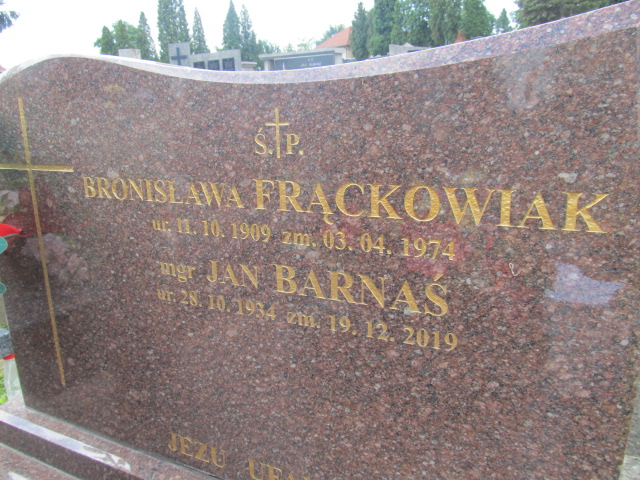 Ś.P.
BRONISŁAWA FRĄCKOWIAK
ur. 11. 10. 1909 zm. 03. 04. 1974
mgr JAN BARNAŚ
ur. 28. 10. 1934 zm. 19. 12. 2019
JEZU